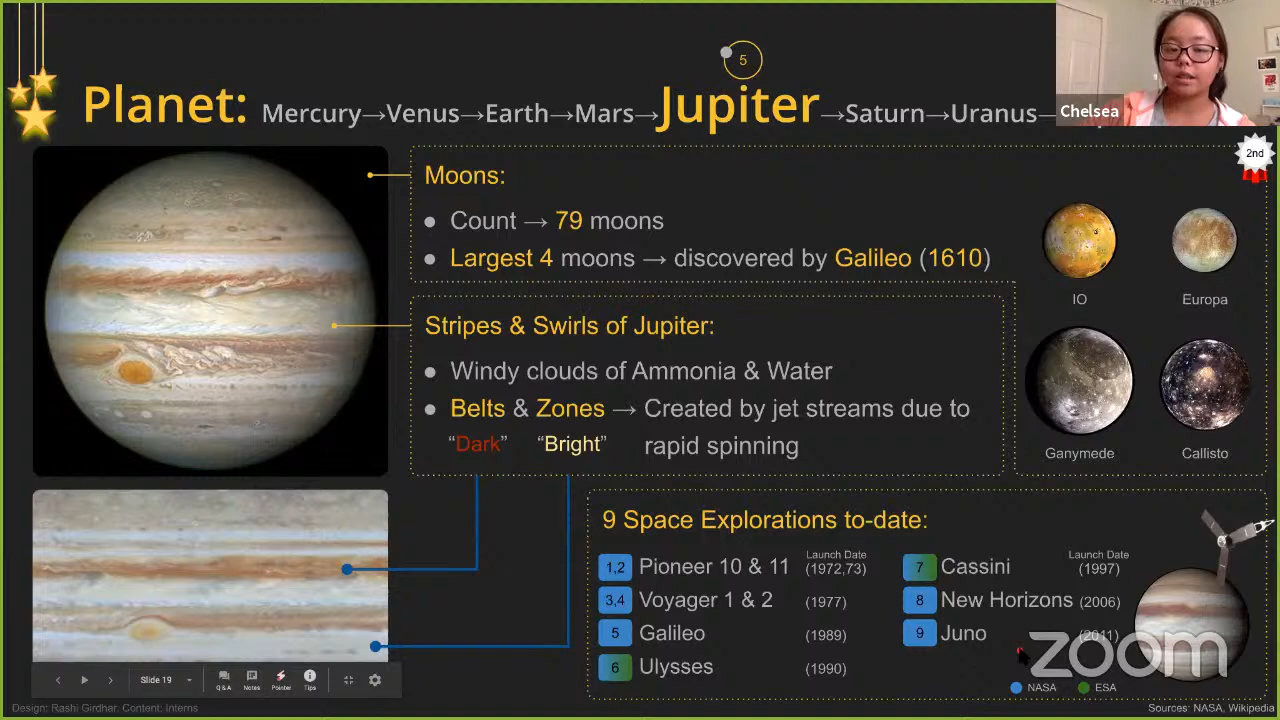 5
Planet: Mercury→Venus→Earth→Mars→Jupiter→Saturn→Uranus→
Chelsea
2nd
Moons:
● Count → 79 moons
● Largest 4 moons → discovered by Galileo (1610)
IO
Europa
Ganymede
Callisto
Stripes & Swirls of Jupiter:
● Windy clouds of Ammonia & Water
● Belts & Zones → Created by jet streams due to
“Dark” “Bright” rapid spinning
9 Space Explorations to-date:
Launch Date
1,2 Pioneer 10 & 11 (1972,73)
3,4 Voyager 1 & 2 (1977)
5 Galileo (1989)
6 Ulysses (1990)
Launch Date
7 Cassini (1997)
8 New Horizons (2006)
9 Juno (2011)
zoom
NASA ESA
Slide 19
Q & A
Notes
Pointer
Tips
Design: Rashi Girdhar. Content: Interns
Sources: NASA, Wikipedia